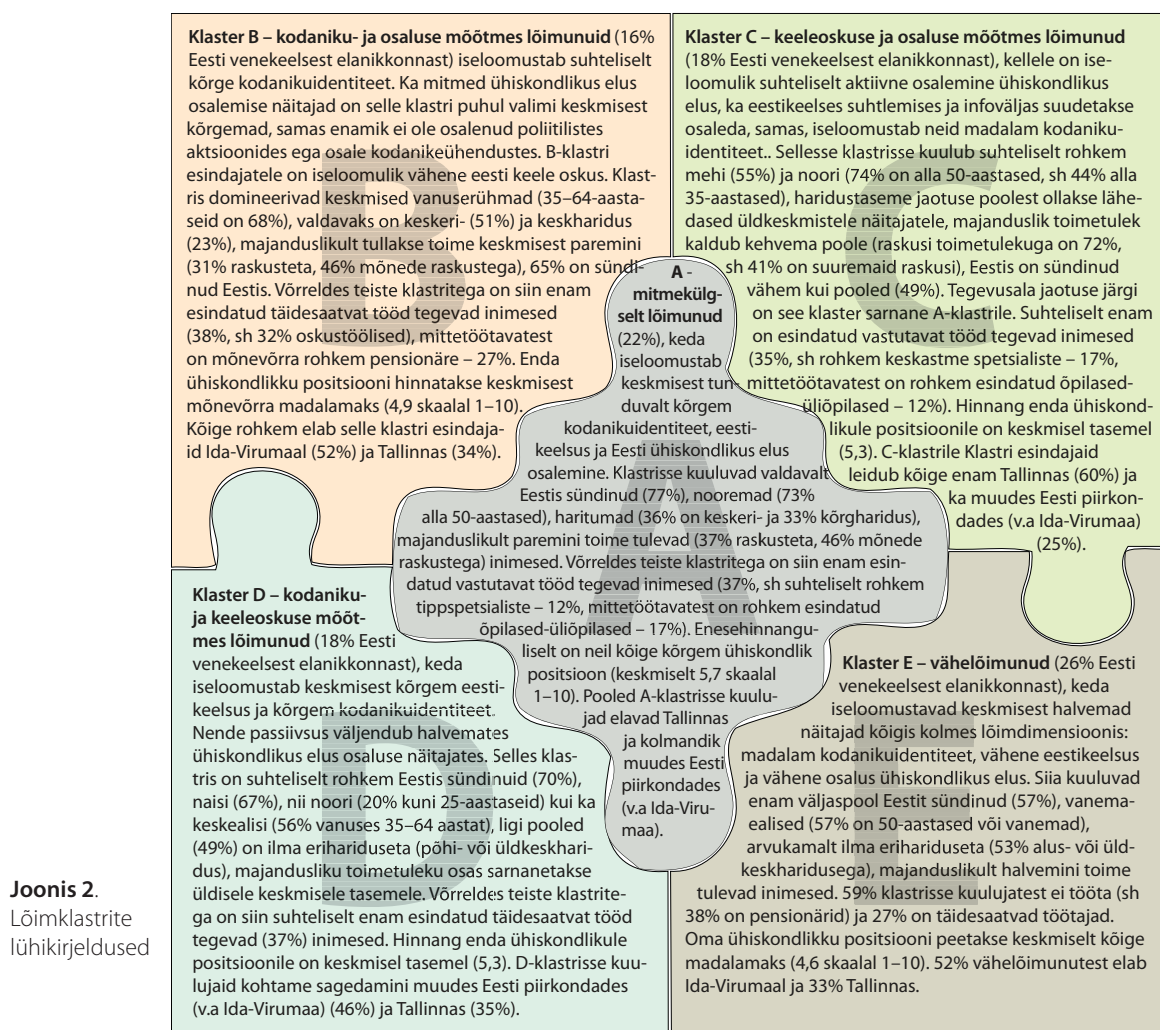 Klaster B – kodaniku- ja osaluse mõõtmes lõimunuid (16%
Eesti venekeelsest elanikkonnast) iseloomustab suhteliselt
kõrge kodanikuidentiteet. Ka mitmed ühiskondlikus elus
osalemise näitajad on selle klastri puhul valimi keskmisest
kõrgemad, samas enamik ei ole osalenud poliitilistes
aktsioonides ega osale kodanikeühendustes. B-klastri
esindajatele on iseloomulik vähene eesti keele oskus. Klast-
ris domineerivad keskmised vanuserühmad (35–64-aasta-
seid on 68%), valdavaks on keskeri- (51%) ja keskharidus
(23%), majanduslikult tullakse toime keskmisest paremini
(31% raskusteta, 46% mõnede raskustega), 65% on sündi-
nud Eestis. Võrreldes teiste klastritega on siin enam
esindatud täidesaatvat tööd tegevad inimesed
(38%, sh 32% oskustöölised), mittetöötavatest
on mõnevõrra rohkem pensionäre – 27%. Enda
ühiskondlikku positsiooni hinnatakse keskmisest
mõnevõrra madalamaks (4,9 skaalal 1–10).
Kõige rohkem elab selle klastri esindaja-
id Ida-Virumaal (52%) ja Tallinnas (34%).
B
Klaster C – keeleoskuse ja osaluse mõõtmes lõimunud
(18% Eesti venekeelsest elanikkonnast), kellele on ise-
loomulik suhteliselt aktiivne osalemine ühiskondlikus
elus, ka eestikeelses suhtlemises ja infoväljas suudetakse
osaleda, samas, iseloomustab neid madalam kodaniku-
identiteet.. Sellesse klastrisse kuulub suhteliselt rohkem
mehi (55%) ja noori (74% on alla 50-aastased, sh 44% alla
35-aastased), haridustaseme jaotuse poolest ollakse lähe-
dased üldkeskmistele näitajatele, majanduslik toimetulek
kaldub kehvema poole (raskusi toimetulekuga on 72%,
sh 41% on suuremaid raskusi), Eestis on sündinud
vähem kui pooled (49%). Tegevusala jaotuse järgi
on see klaster sarnane A-klastrile. Suhteliselt enam
on esindatud vastutavat tööd tegevad inimesed
(35%, sh rohkem keskastme spetsialiste – 17%,
mittetöötavatest on rohkem esindatud õpilased-
üliõpilased – 12%). Hinnang enda ühiskond-
likule positsioonile on keskmisel tasemel
(5,3). C-klastrile Klastri esindajaid
leidub kõige enam Tallinnas (60%) ja
ka muudes Eesti piirkon-
dades (v.a Ida-Virumaa)
(25%).
C
A -
mitmekülg-
selt lõimunud
(22%), keda
iseloomustab
keskmisest tun-
duvalt kõrgem
kodanikuidentiteet, eesti-
keelsus ja Eesti ühiskondlikus elus
osalemine. Klastrisse kuuluvad valdavalt
Eestis sündinud (77%), nooremad (73%
alla 50-aastased), haritumad (36% on keskeri- ja 33% kõrgharidus),
majanduslikult paremini toime tulevad (37% raskusteta, 46% mõnede
raskustega) inimesed. Võrreldes teiste klastritega on siin enam esin-
datud vastutavat tööd tegevad inimesed (37%, sh suhteliselt rohkem
tippspetsialiste – 12%, mittetöötavatest on rohkem esindatud
õpilased-üliõpilased – 17%). Enesehinnangu-
liselt on neil kõige kõrgem ühiskondlik
positsioon (keskmiselt 5,7 skaalal
1–10). Pooled A-klastrisse kuulu-
jad elavad Tallinnas
ja kolmandik
muudes Eesti
piirkondades
(v.a Ida-Viru-
maa).
A
Klaster D – kodaniku-
ja keeleoskuse mõõt-
mes lõimunud (18% Eesti
venekeelsest elanikkonnast), keda
iseloomustab keskmisest kõrgem eesti-
keelsus ja kõrgem kodanikuidentiteet.
Nende passiivsus väljendub halvemates
ühiskondlikus elus osaluse näitajates. Selles klas-
tris on suhteliselt rohkem Eestis sündinuid (70%),
naisi (67%), nii noori (20% kuni 25-aastaseid) kui ka
keskealisi (56% vanuses 35–64 aastat), ligi pooled
(49%) on ilma erihariduseta (põhi- või üldkeskhari-
dus), majandusliku toimetuleku osas sarnanetakse
üldisele keskmisele tasemele. Võrreldes teiste klastrite-
ga on siin suhteliselt enam esindatud täidesaatvat tööd
tegevad (37%) inimesed. Hinnang enda ühiskondlikule
positsioonile on keskmisel tasemel (5,3). D-klastrisse kuu-
lujaid kohtame sagedamini muudes Eesti piirkondades
(v.a Ida-Virumaa) (46%) ja Tallinnas (35%).
D
Klaster E – vähelõimunud (26% Eesti
venekeelsest elanikkonnast), keda
iseloomustavad keskmisest halvemad
näitajad kõigis kolmes lõimdimensioonis:
madalam kodanikuidentiteet, vähene eestikeelsus
ja vähene osalus ühiskondlikus elus. Siia kuuluvad
enam väljaspool Eestit sündinud (57%), vanema-
ealised (57% on 50-aastased või vanemad),
arvukamalt ilma erihariduseta (53% alus- või üld-
keskharidusega), majanduslikult halvemini toime
tulevad inimesed. 59% klastrisse kuulujatest ei tööta (sh
38% on pensionärid) ja 27% on täidesaatvad töötajad.
Oma ühiskondlikku positsiooni peetakse keskmiselt kõige
madalamaks (4,6 skaalal 1–10). 52% vähelõimunutest elab
Ida-Virumaal ja 33% Tallinnas.
E
Joonis 2.
Lõimklastrite
lühikirjeldused